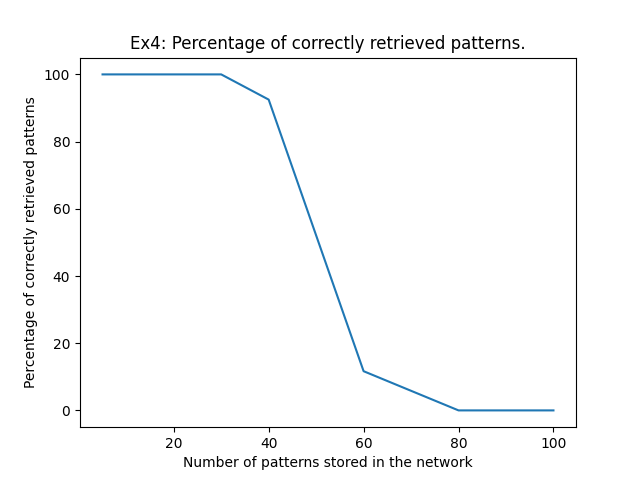 Ex4: Percentage of correctly retrieved patterns.
Percentage of correctly retrieved patterns
100
80
60
40
20
0
20 40 60 80 100
Number of patterns stored in the network